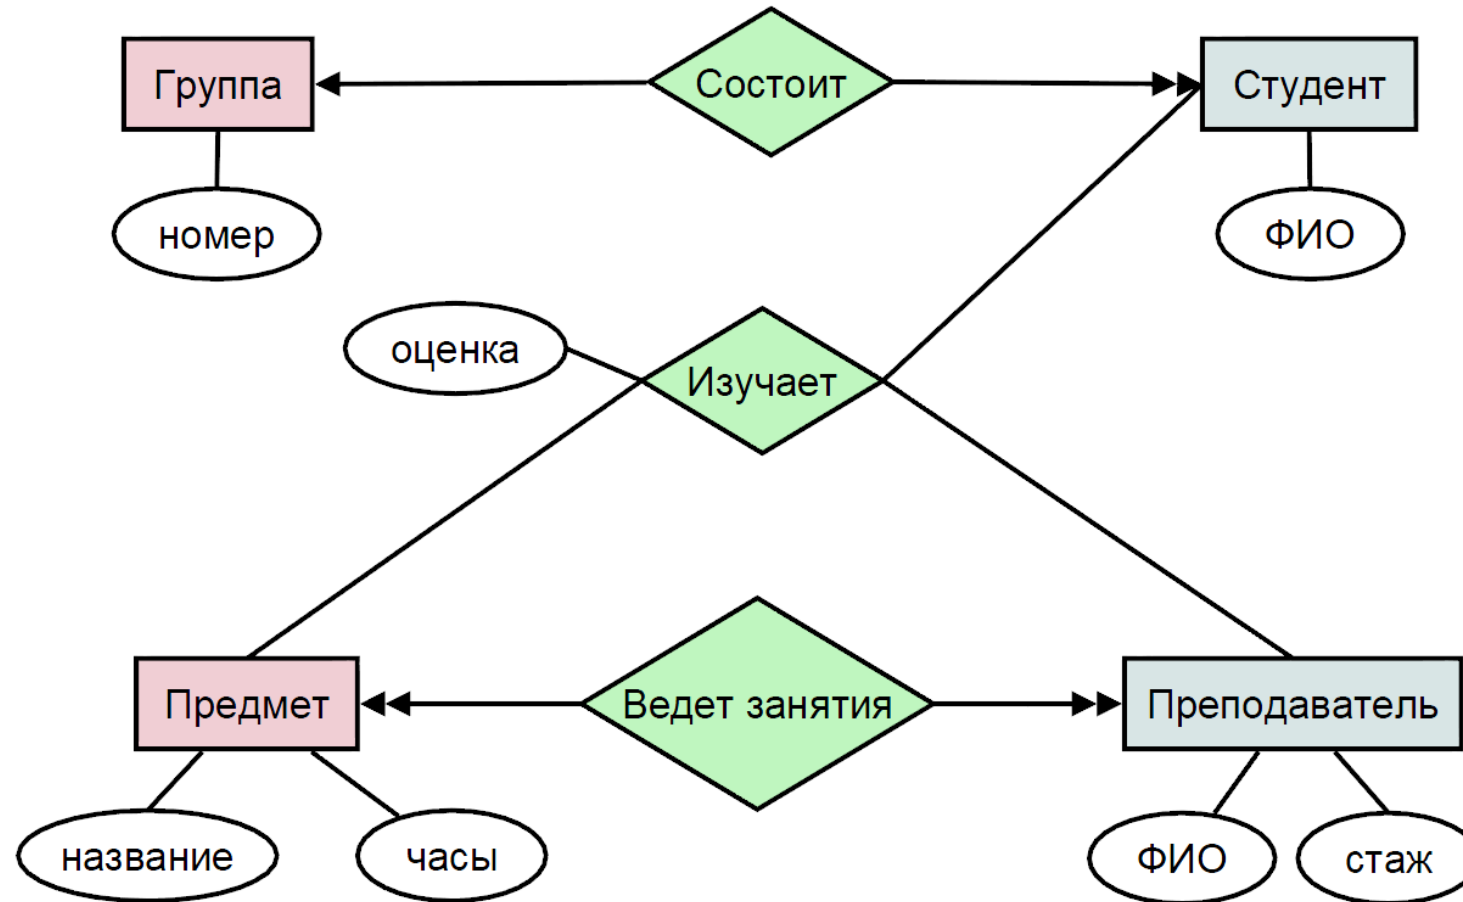 Группа
Состоит
Студент
номер
ФИО
оценка
Изучает
Предмет
Ведет занятия
Преподаватель
название
часы
ФИО
стаж